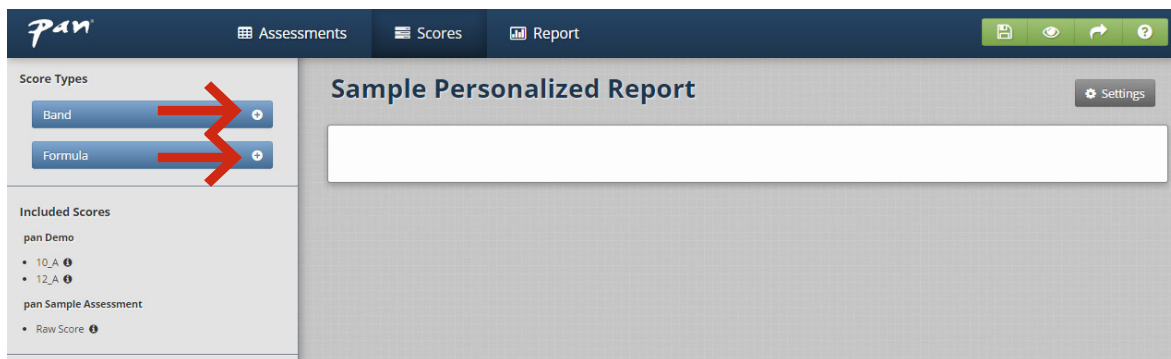 pan
Assessments
Scores
Report
Score Types
Band
Formula
Included Scores
pan Demo
10_A
12_A
pan Sample Assessment
Raw Score
Sample Personalized Report
Settings